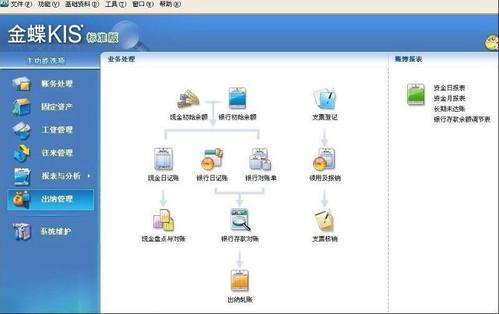 文件(F) 功能(V) 基础资料(D) 工具(T) 窗口(W) 帮助(H)
金蝶KIS 标准版
主功能选项
账务处理
固定资产
工资管理
往来管理
报表与分析
出纳管理
系统维护
业务处理
现金初始余额 银行初始余额 支票登记
现金日记账 银行日记账 银行对账单 领用及报销
现金盘点与对账 银行存款对账 支票核销
出纳轧账
账簿报表
资金日报表
资金月报表
长期未达账
银行存款余额调节表